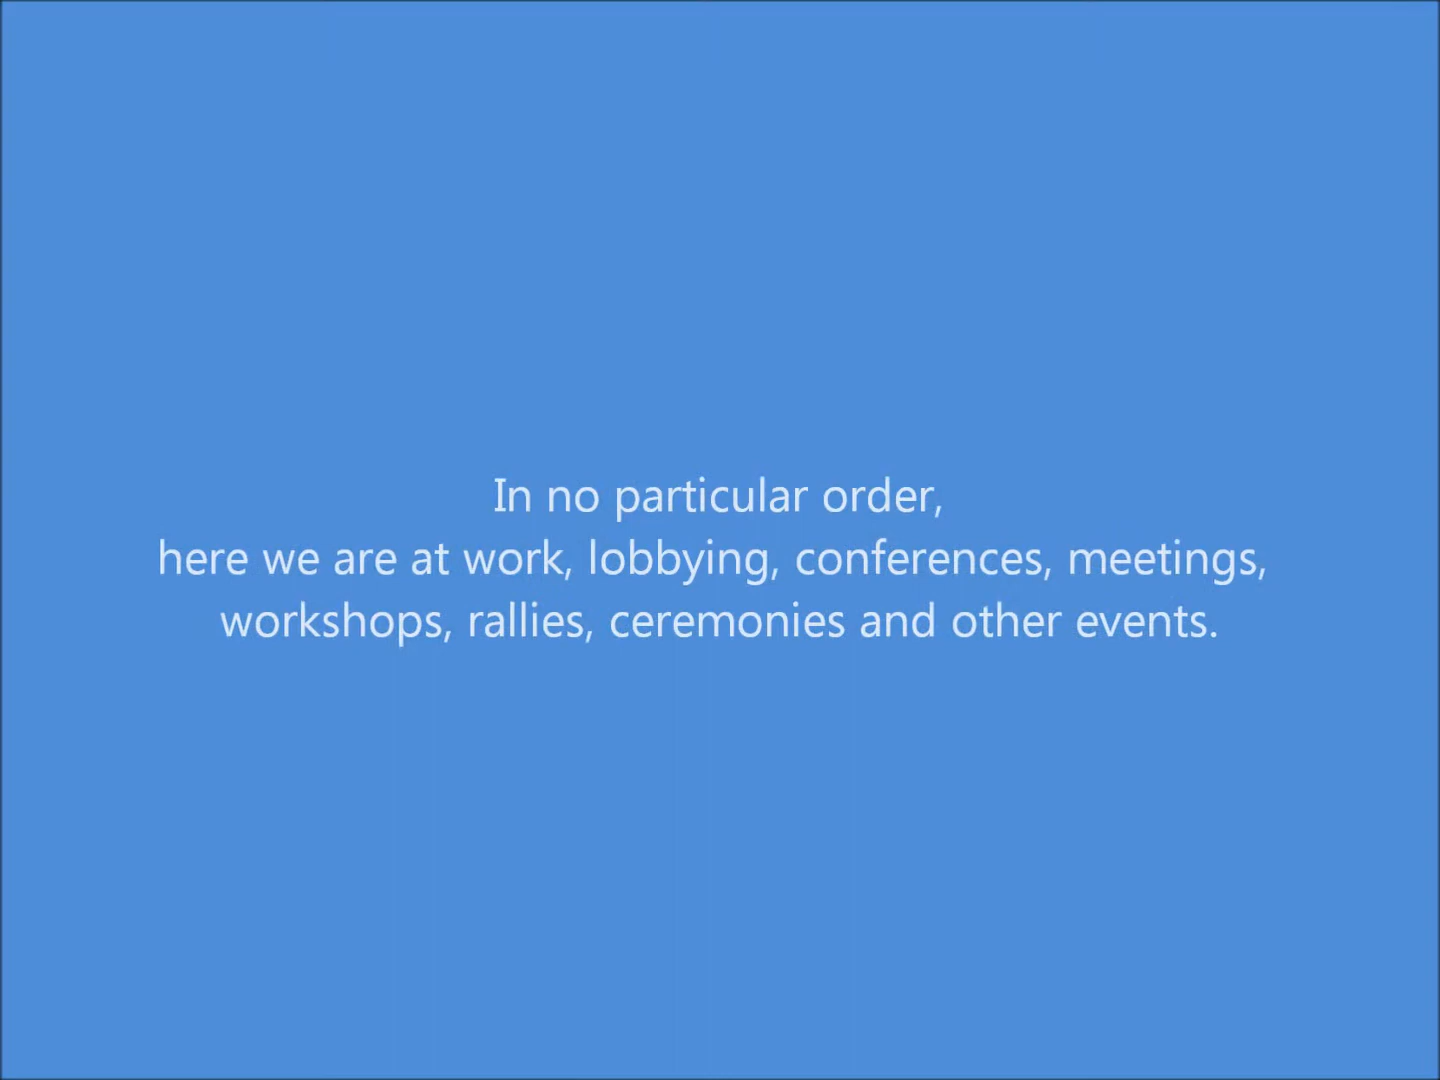 In no particular order,
here we are at work, lobbying, conferences, meetings,
workshops, rallies, ceremonies and other events.